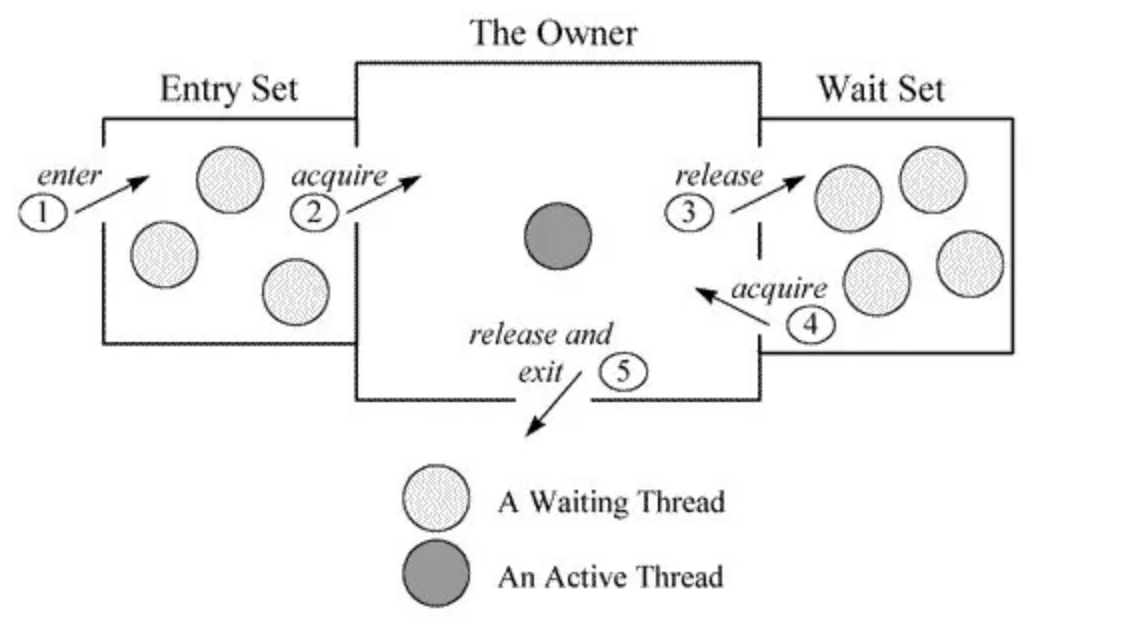 The Owner
Entry Set
Wait Set
enter
1
acquire
2
release
3
acquire
4
release and
exit
5
A Waiting Thread
An Active Thread